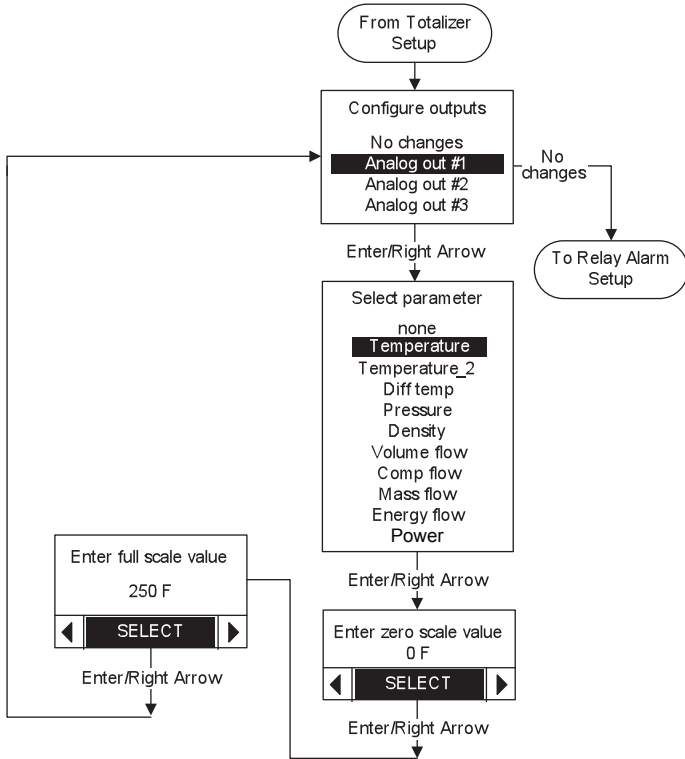 From Totalizer
Setup
Configure outputs
No changes
Analog out #1
Analog out #2
Analog out #3
No
changes
To Relay Alarm
Setup
Enter/Right Arrow
Select parameter
none
Temperature
Temperature_2
Diff temp
Pressure
Density
Volume flow
Comp flow
Mass flow
Energy flow
Power
Enter/Right Arrow
Enter zero scale value
0 F
SELECT
Enter/Right Arrow
Enter full scale value
250 F
SELECT
Enter/Right Arrow